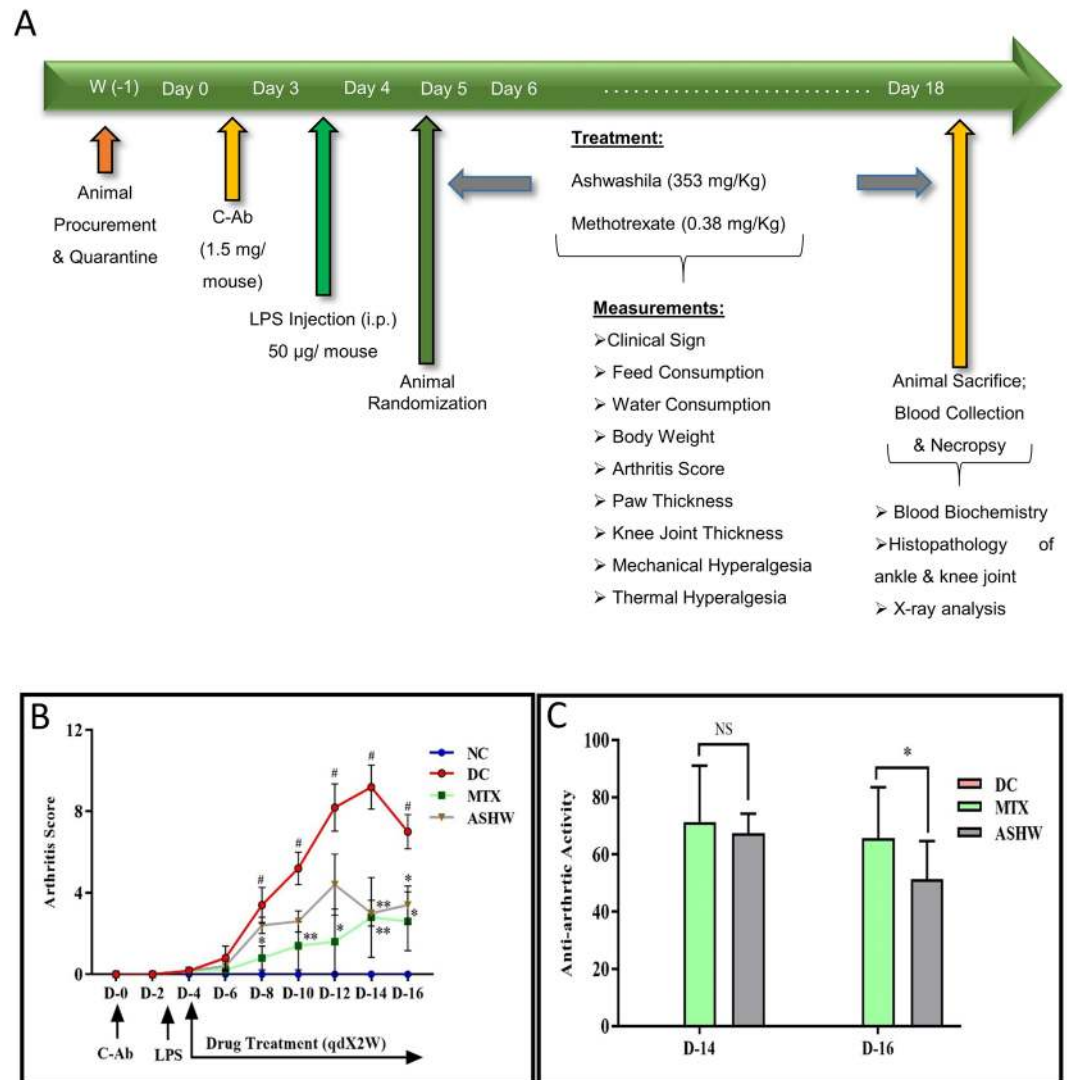 A
W (-1) Day 0 Day 3 Day 4 Day 5 Day 6 .............................. Day 18
Animal
Procurement
& Quarantine
C-Ab
(1.5 mg/
mouse)
LPS Injection (i.p.)
50 µg/ mouse
Animal
Randomization
Treatment:
Ashwashila (353 mg/Kg)
Methotrexate (0.38 mg/Kg)
Measurements:
➢Clinical Sign
➢ Feed Consumption
➢ Water Consumption
➢ Body Weight
➢ Arthritis Score
➢ Paw Thickness
➢ Knee Joint Thickness
➢ Mechanical Hyperalgesia
➢ Thermal Hyperalgesia
Animal Sacrifice;
Blood Collection
& Necropsy
➢ Blood Biochemistry
➢Histopathology of
ankle & knee joint
➢ X-ray analysis
B
Arthritis Score
12
8
4
0
# # # # #
* ** * ** ** * *
NC
DC
MTX
ASHW
D-0 D-2 D-4 D-6 D-8 D-10 D-12 D-14 D-16
C-Ab LPS Drug Treatment (qdX2W)
C
Anti-arthrtic Activity
100
80
60
40
20
0
NS
*
DC
MTX
ASHW
D-14 D-16